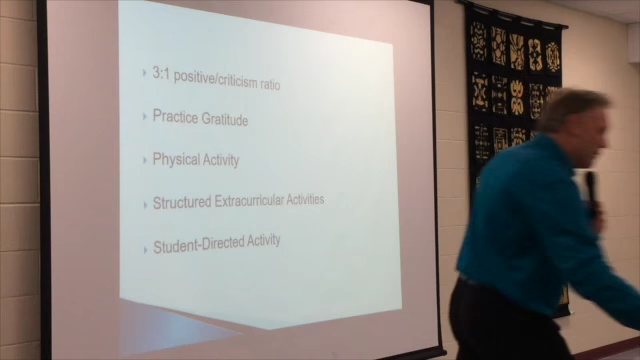 3:1 positive/criticism ratio
Practice Gratitude
Physical Activity
Structured Extracurricular Activities
Student-Directed Activity